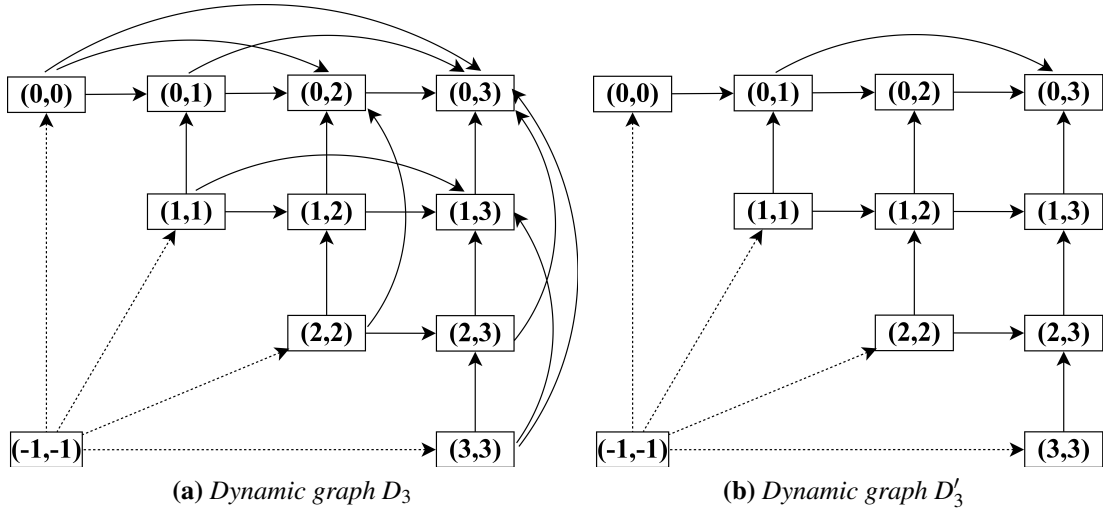 (0,0) (0,1) (0,2) (0,3) (0,0) (0,1) (0,2) (0,3)
(1,1) (1,2) (1,3) (1,1) (1,2) (1,3)
(2,2) (2,3) (2,2) (2,3)
(-1,-1) (3,3) (-1,-1) (3,3)
(a) Dynamic graph D₃ (b) Dynamic graph D′₃